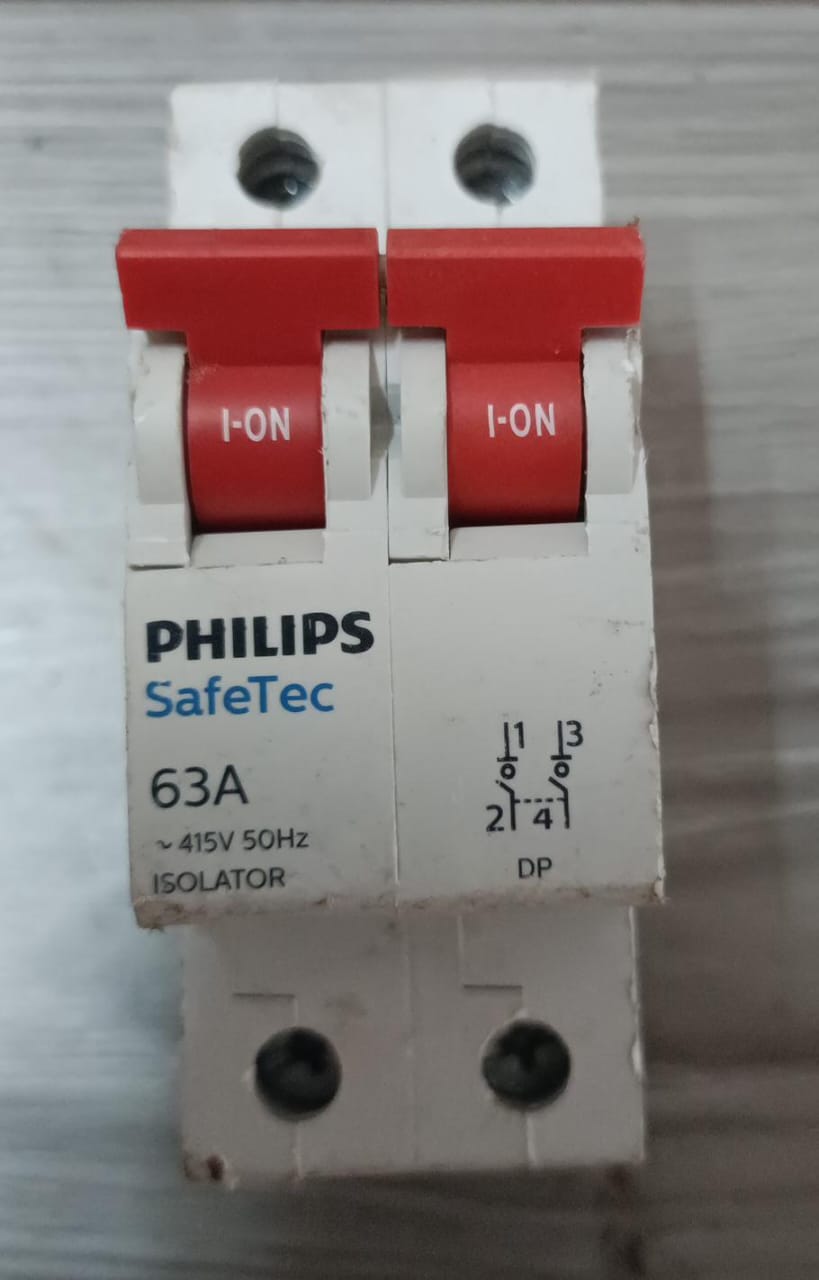 I-ON I-ON
PHILIPS
SafeTec
63A
~ 415V 50Hz
ISOLATOR
1 3
2 4
DP